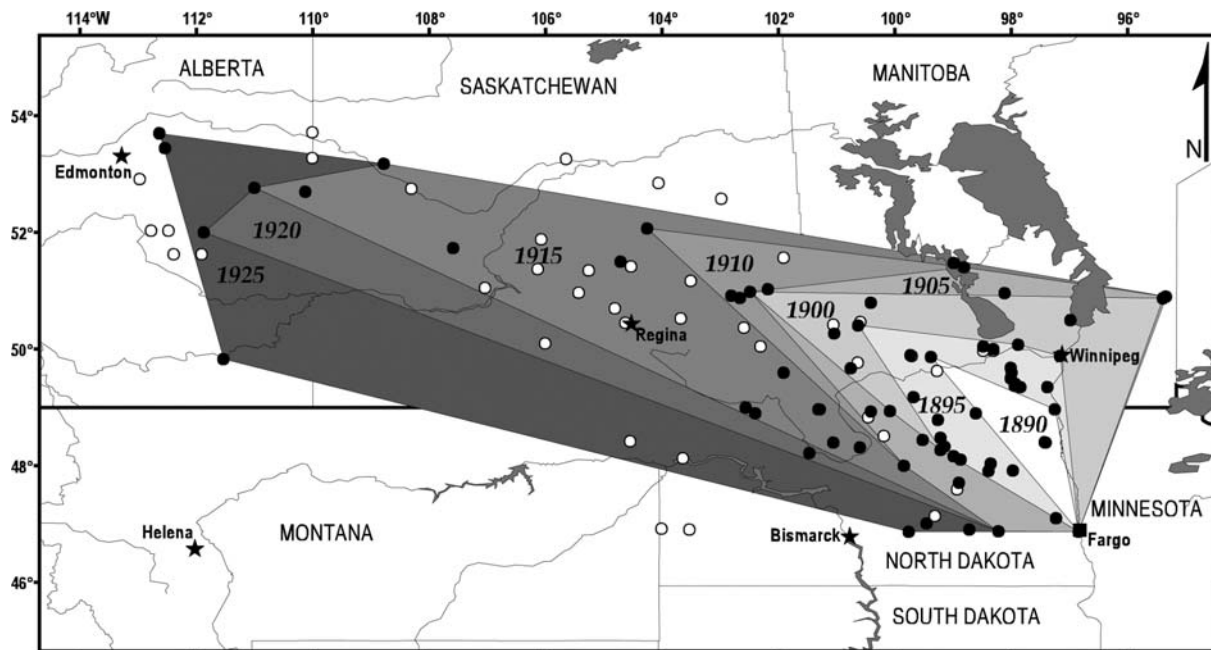 114°W 112° 110° 108° 106° 104° 102° 100° 98° 96°
ALBERTA
SASKATCHEWAN
MANITOBA
54°
N
Edmonton
52°
1920
1915
1910
1925
1905
1900
Regina
Winnipeg
50°
1895
1890
48°
MINNESOTA
Helena
MONTANA
Bismarck
Fargo
NORTH DAKOTA
46°
SOUTH DAKOTA